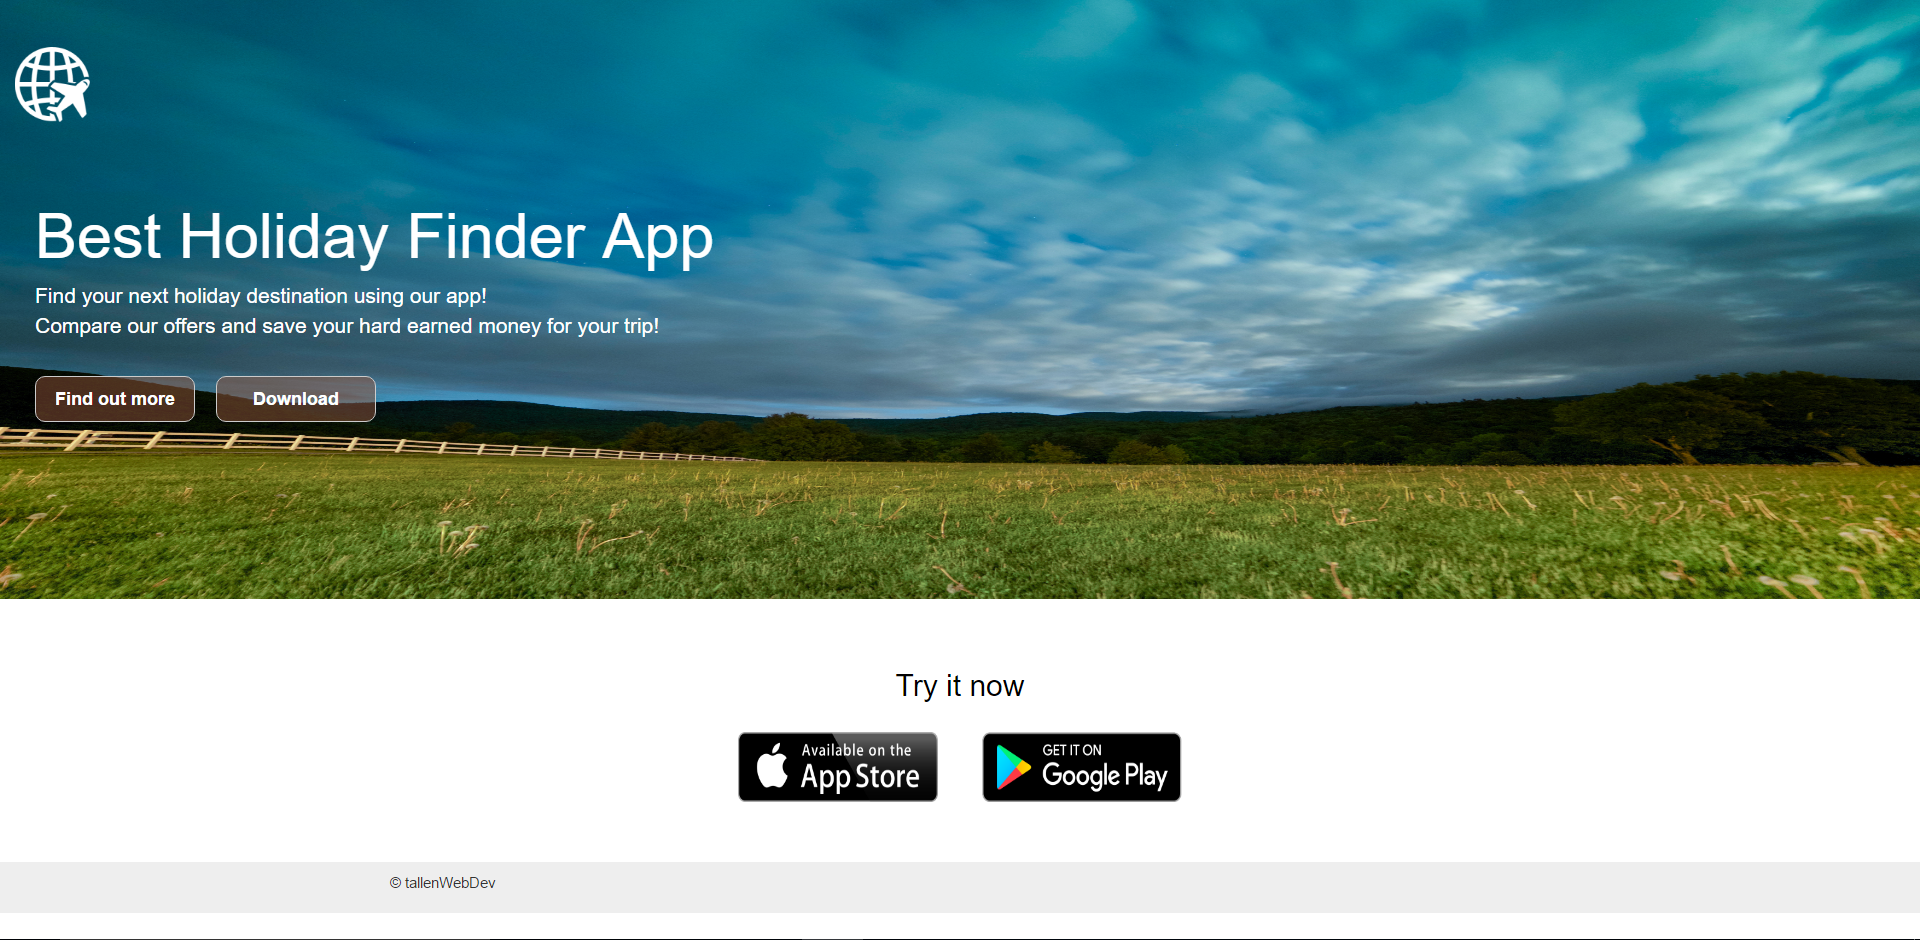 Best Holiday Finder App
Find your next holiday destination using our app!
Compare our offers and save your hard earned money for your trip!
Find out more
Download
Try it now
Available on the
App Store
GET IT ON
Google Play
© tallenWebDev